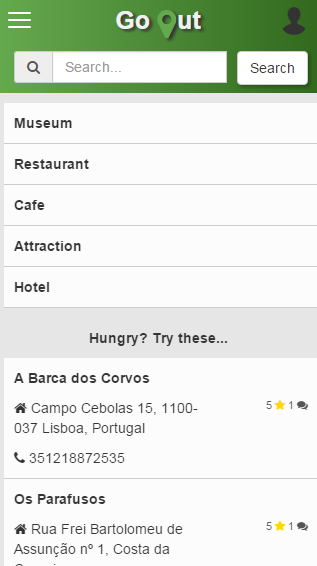 Go ut
Search...
Search
Museum
Restaurant
Cafe
Attraction
Hotel
Hungry? Try these...
A Barca dos Corvos
Campo Cebolas 15, 1100-
037 Lisboa, Portugal
5 1
351218872535
Os Parafusos
Rua Frei Bartolomeu de
Assunção nº 1, Costa da
5 1